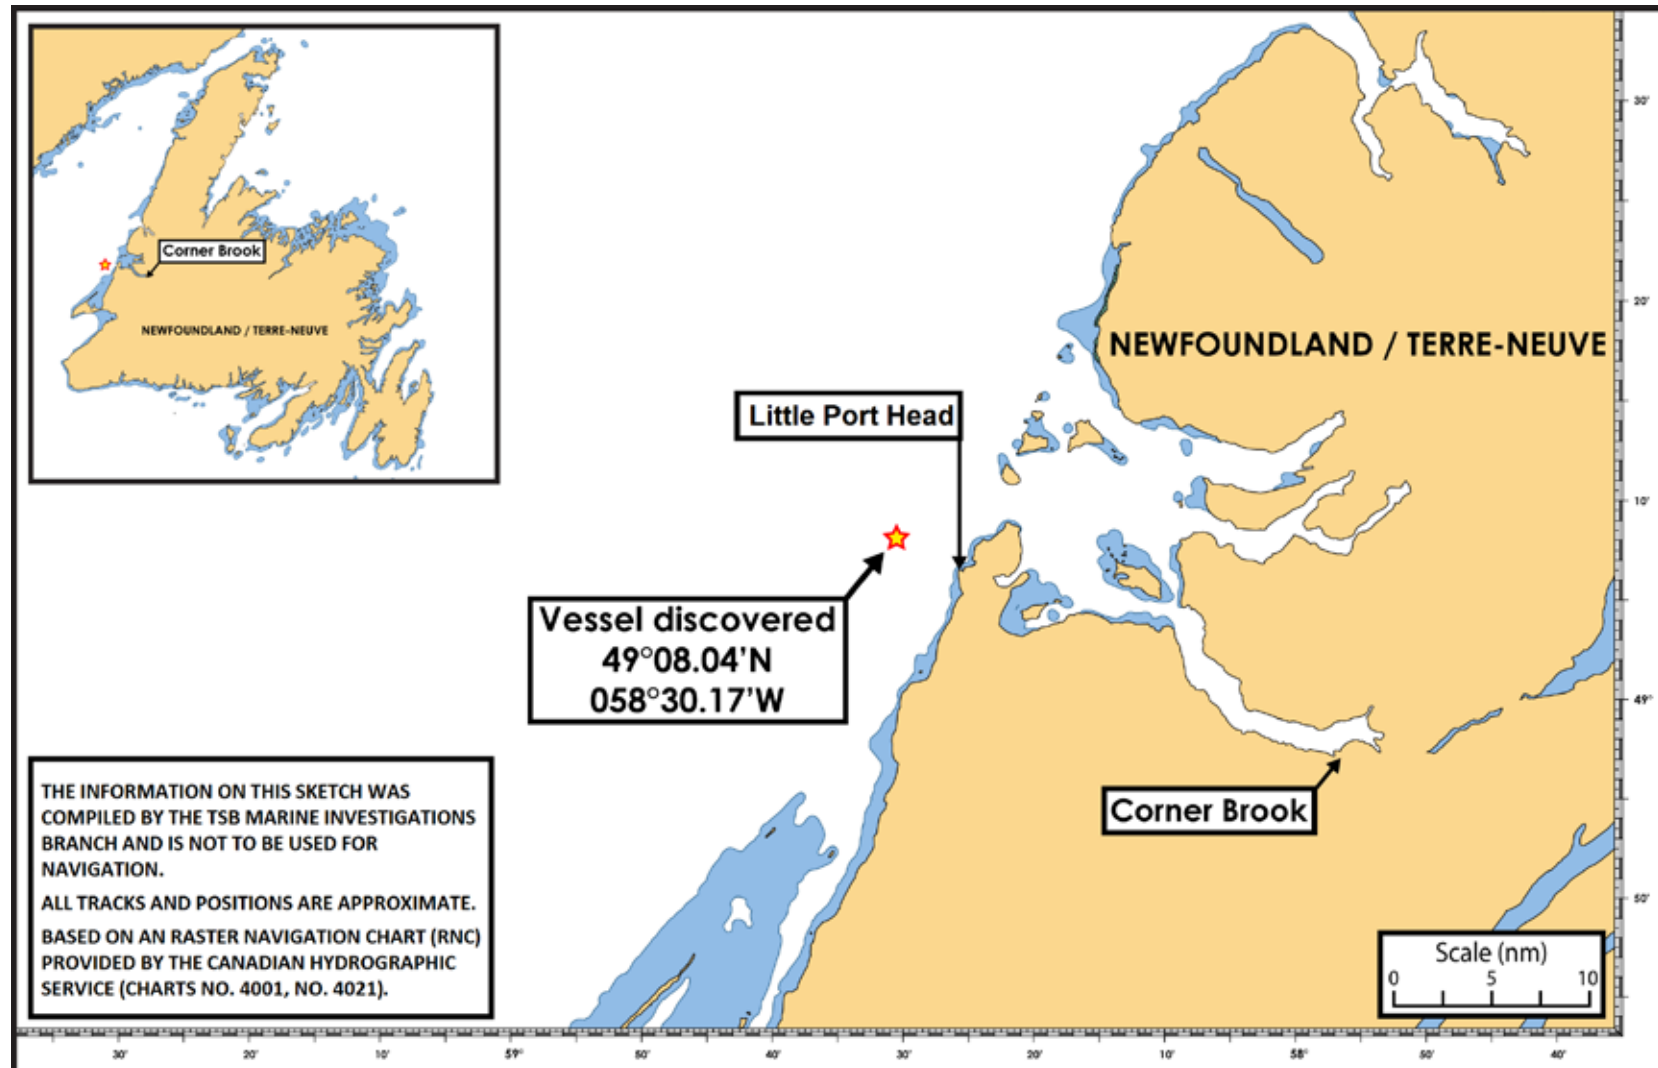 Corner Brook
NEWFOUNDLAND / TERRE-NEUVE
NEWFOUNDLAND / TERRE-NEUVE
Little Port Head
Vessel discovered
49°08.04'N
058°30.17'W
Corner Brook
THE INFORMATION ON THIS SKETCH WAS
COMPILED BY THE TSB MARINE INVESTIGATIONS
BRANCH AND IS NOT TO BE USED FOR
NAVIGATION.
ALL TRACKS AND POSITIONS ARE APPROXIMATE.
BASED ON AN RASTER NAVIGATION CHART (RNC)
PROVIDED BY THE CANADIAN HYDROGRAPHIC
SERVICE (CHARTS NO. 4001, NO. 4021).
Scale (nm)
0 5 10
30'
20'
10'
49°
50'
30' 20' 10' 59° 50' 40' 30' 20' 10' 58° 50' 40'